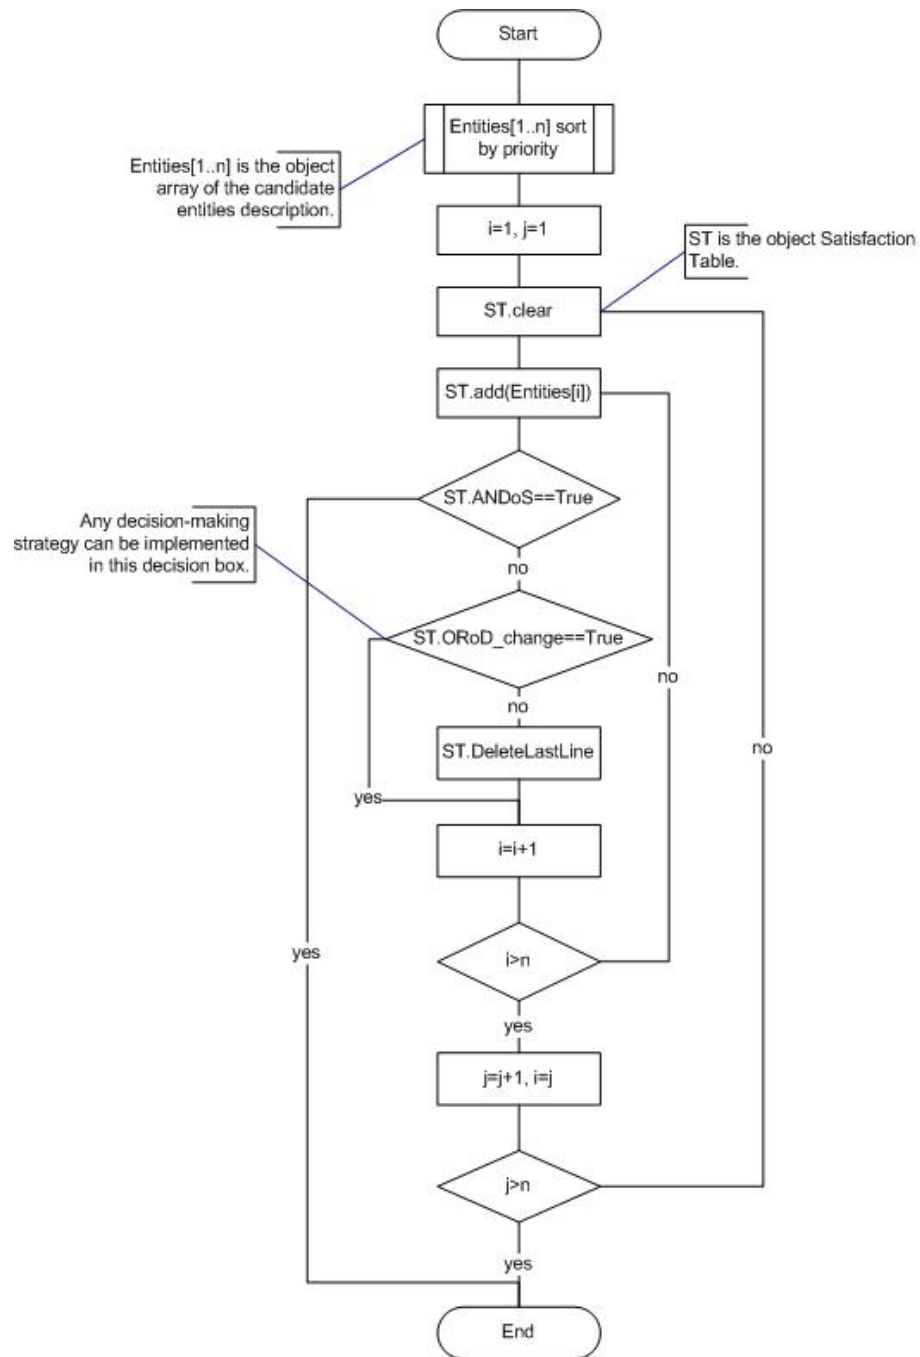 Start
Entities[1..n] sort
by priority
Entities[1..n] is the object
array of the candidate
entities description.
i=1, j=1
ST is the object Satisfaction
Table.
ST.clear
ST.add(Entities[i])
ST.ANDoS==True
Any decision-making
strategy can be implemented
in this decision box.
no
ST.ORoD_change==True
no
no
ST.DeleteLastLine
no
yes
i=i+1
yes
i>n
yes
j=j+1, i=j
j>n
yes
End